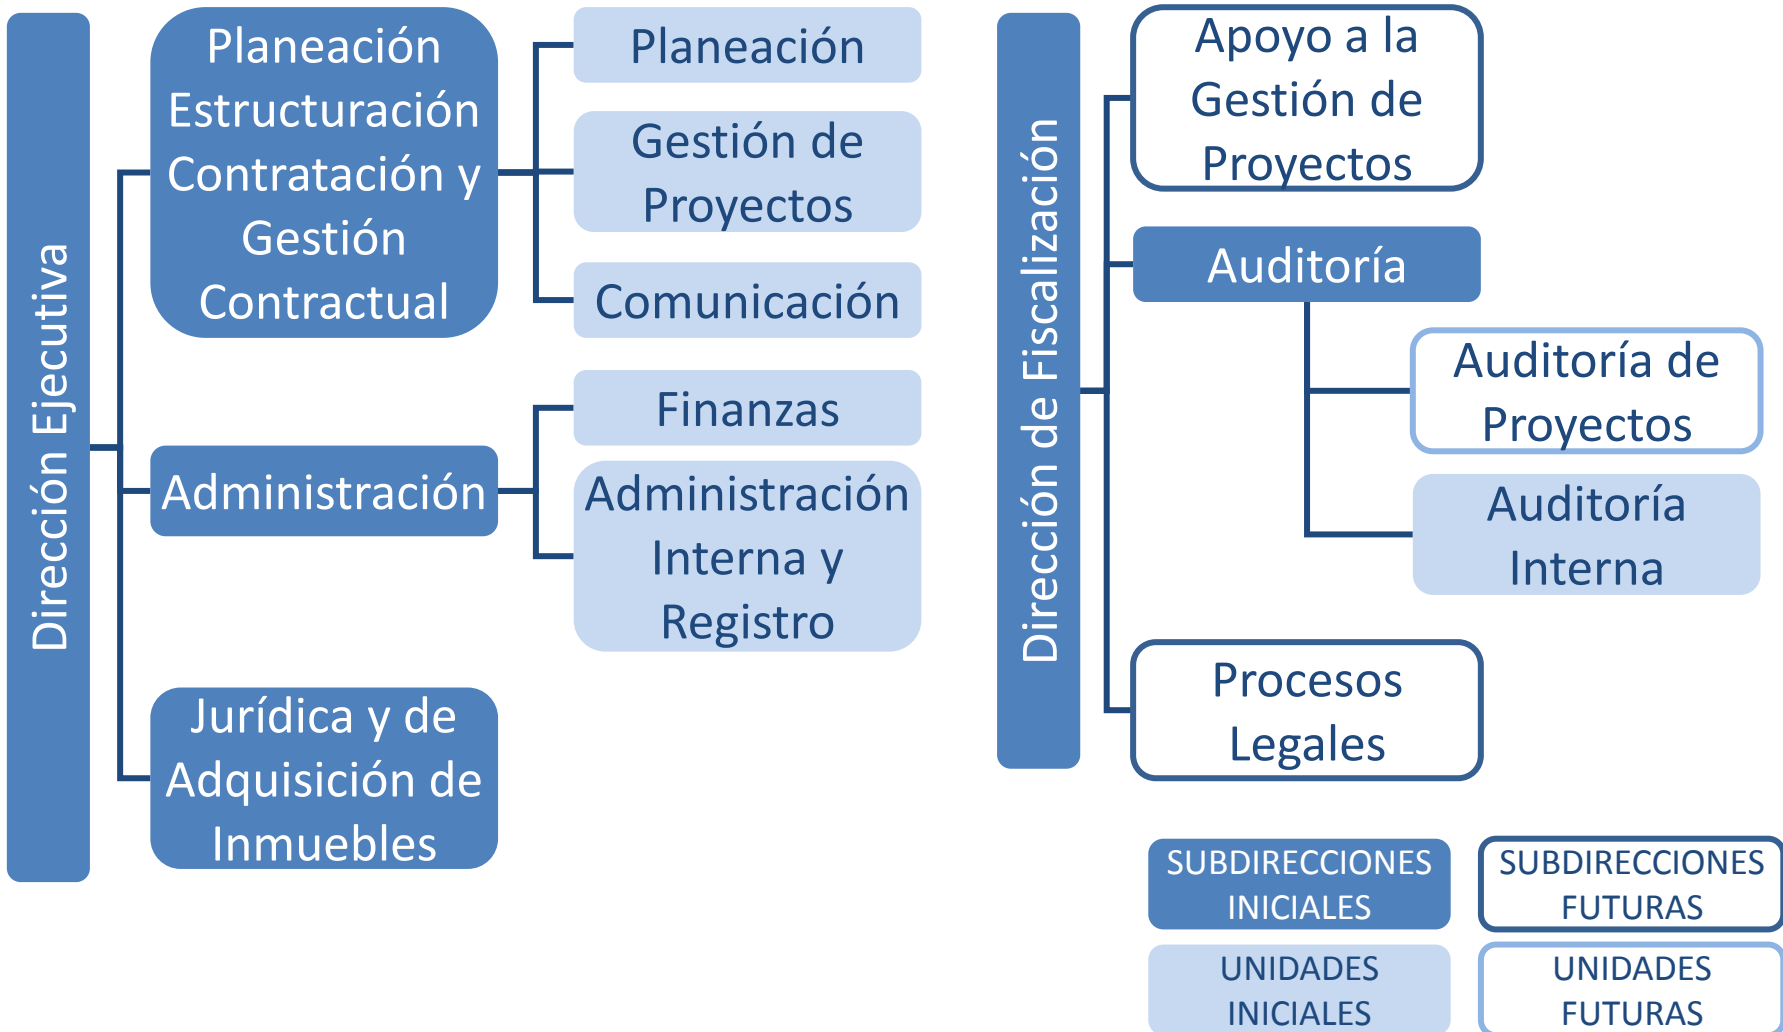 Dirección Ejecutiva
Planeación
Estructuración
Contratación y
Gestión
Contractual
Planeación
Gestión de
Proyectos
Comunicación
Administración
Finanzas
Administración
Interna y
Registro
Jurídica y de
Adquisición de
Inmuebles
Dirección de Fiscalización
Apoyo a la
Gestión de
Proyectos
Auditoría
Auditoría de
Proyectos
Auditoría
Interna
Procesos
Legales
SUBDIRECCIONES
INICIALES
SUBDIRECCIONES
FUTURAS
UNIDADES
INICIALES
UNIDADES
FUTURAS